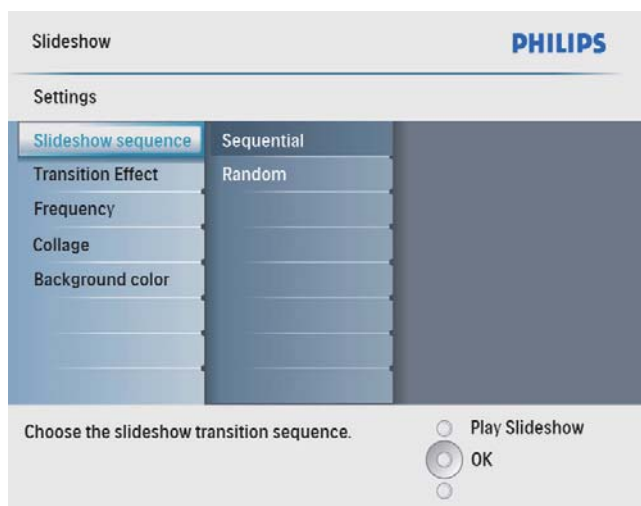 Slideshow
PHILIPS
Settings
Slideshow sequence
Sequential
Transition Effect
Random
Frequency
Collage
Background color
Choose the slideshow transition sequence.
Play Slideshow
OK